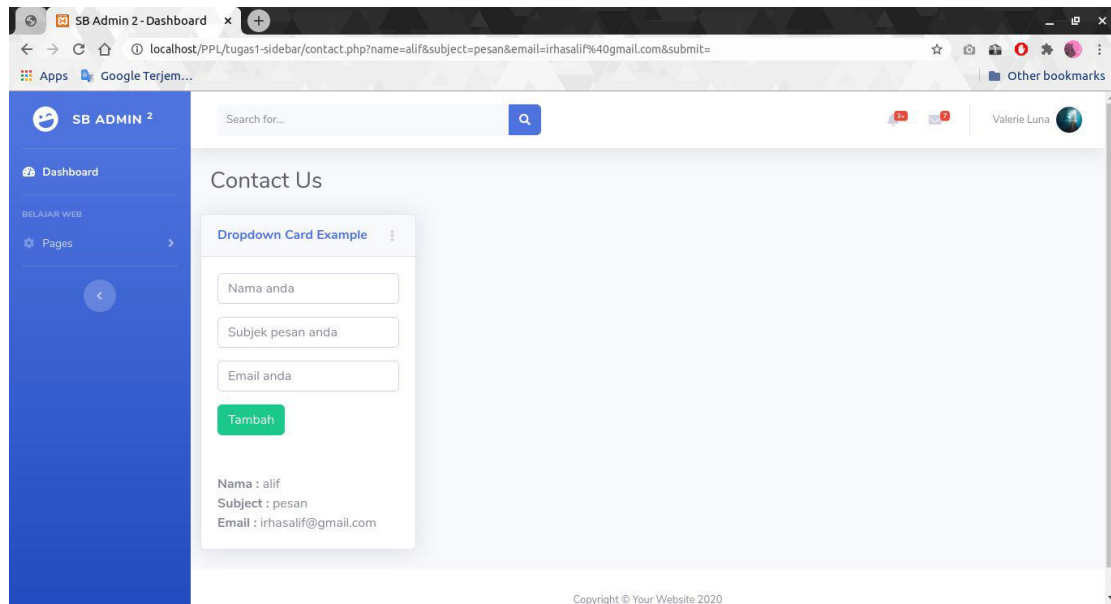 SB Admin 2 - Dashboard
localhost/PPL/tugas1-sidebar/contact.php?name=alif&subject=pesan&email=irhasalif%40gmail.com&submit=
Apps Google Terjem... Other bookmarks
SB ADMIN 2
Search for...
3+
7
Valerie Luna
Dashboard
BELAJAR WEB
Pages
Contact Us
Dropdown Card Example
Nama anda
Subjek pesan anda
Email anda
Tambah
Nama : alif
Subject : pesan
Email : irhasalif@gmail.com
Copyright © Your Website 2020